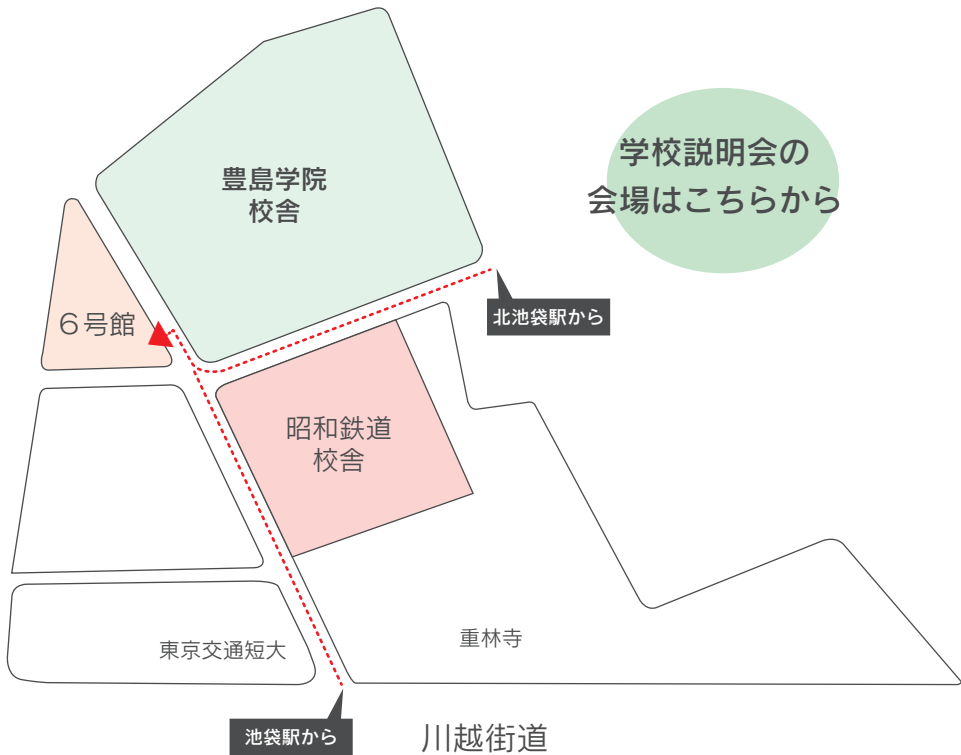 学校説明会の
会場はこちらから
豊島学院
校舎
北池袋駅から
６号館
昭和鉄道
校舎
東京交通短大
重林寺
池袋駅から
川越街道